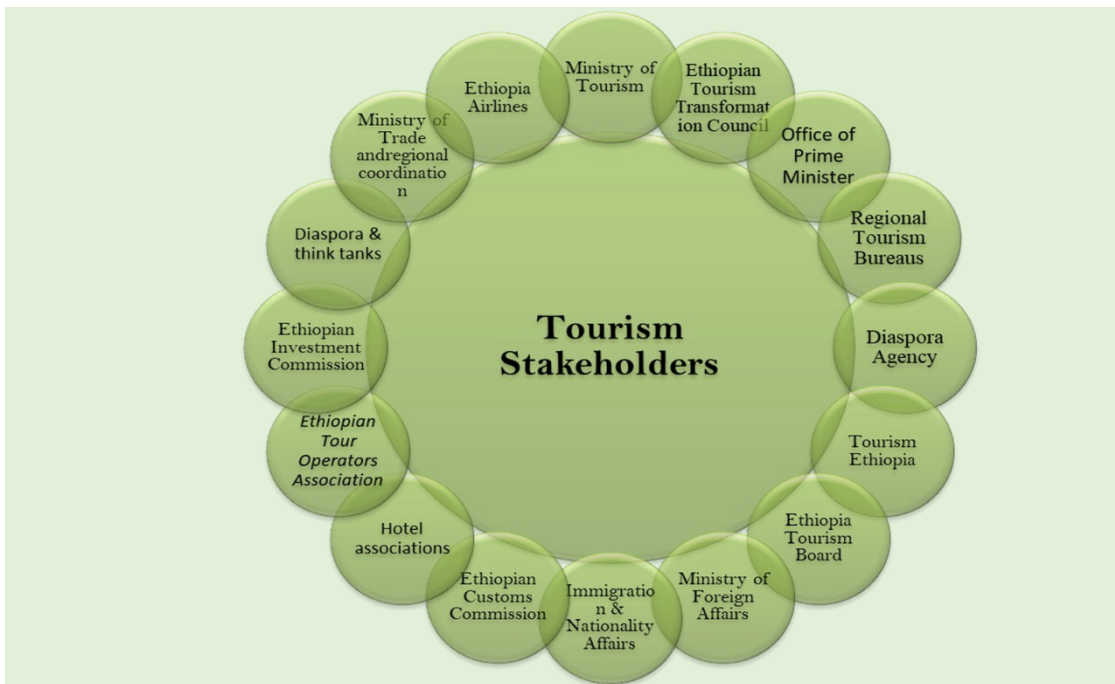 Tourism
Stakeholders
Ministry of
Tourism
Ethiopian
Tourism
Transformat
ion Council
Office of
Prime
Minister
Regional
Tourism
Bureaus
Diaspora
Agency
Tourism
Ethiopia
Ethiopia
Tourism
Board
Ministry of
Foreign
Affairs
Immigratio
n &
Nationality
Affairs
Ethiopian
Customs
Commission
Hotel
associations
Ethiopian
Tour
Operators
Association
Ethiopian
Investment
Commission
Diaspora &
think tanks
Ministry of
Trade
andregional
coordinatio
n
Ethiopia
Airlines